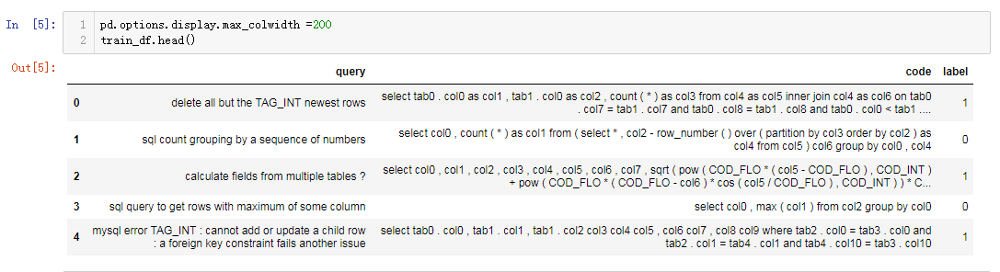 In [5]:
1 pd.options.display.max_colwidth =200
2 train_df.head()
Out[5]:
query code label
0 delete all but the TAG_INT newest rows select tab0 . col0 as col1 , tab1 . col0 as col2 , count ( * ) as col3 from col4 as col5 inner join col4 as col6 on tab0 1
. col7 = tab1 . col7 and tab0 . col8 = tab1 . col8 and tab0 . col0 < tab1 ....
1 sql count grouping by a sequence of numbers select col0 , count ( * ) as col1 from ( select * , col2 - row_number ( ) over ( partition by col3 order by col2 ) as 0
col4 from col5 ) col6 group by col0 , col4
2 calculate fields from multiple tables ? select col0 , col1 , col2 , col3 , col4 , col5 , col6 , col7 , sqrt ( pow ( COD_FLO * ( col5 - COD_FLO ) , COD_INT ) 1
+ pow ( COD_FLO * ( COD_FLO - col6 ) * cos ( col5 / COD_FLO ) , COD_INT ) ) * C...
3 sql query to get rows with maximum of some column select col0 , max ( col1 ) from col2 group by col0 0
4 mysql error TAG_INT : cannot add or update a child row select tab0 . col0 , tab1 . col1 , tab1 . col2 col3 col4 col5 , col6 col7 , col8 col9 where tab2 . col0 = tab3 . col0 and 1
: a foreign key constraint fails another issue tab2 . col1 = tab4 . col1 and tab4 . col10 = tab3 . col10